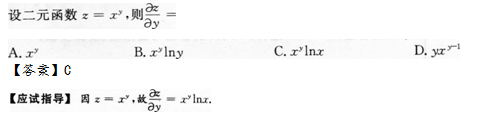 设二元函数 z = x^y,则∂z/∂y =
A. x^y B. x^y lny C. x^y lnx D. yx^(y-1)
【答案】C
【应试指导】 因 z = x^y,故∂z/∂y = x^y lnx.